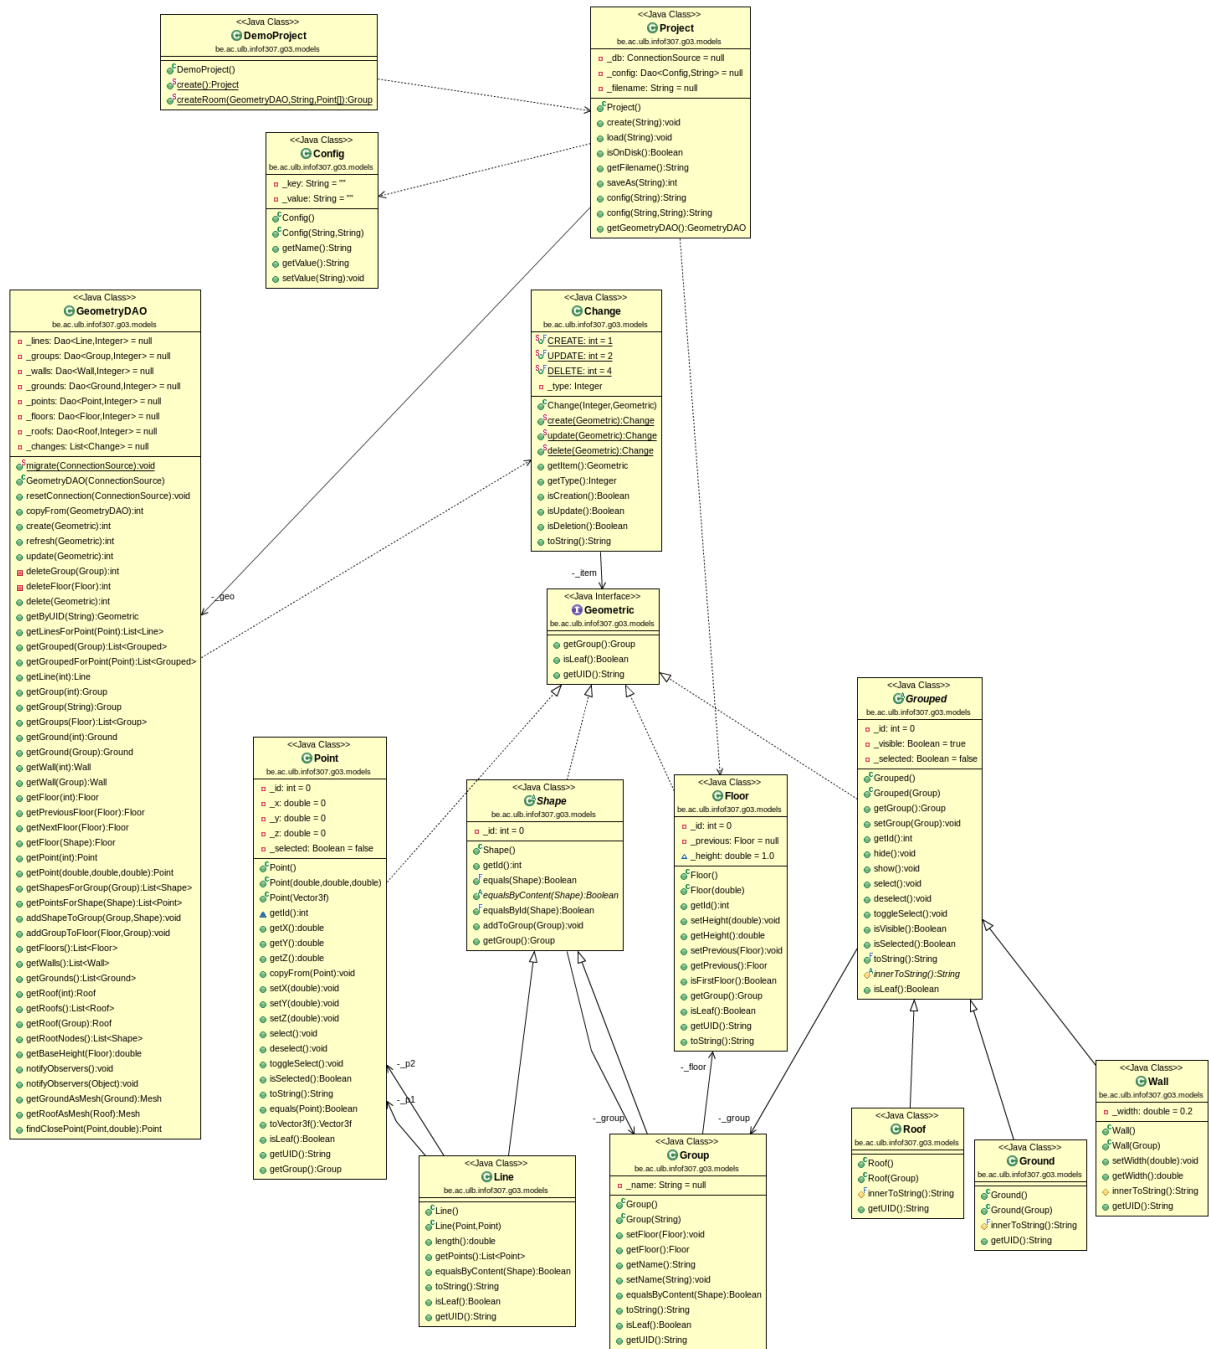 <<Java Class>>
DemoProject
be.ac.ulb.infof307.g03.models
DemoProject()
create():Project
createRoom(GeometryDAO,String,Point[]):Group
<<Java Class>>
Project
be.ac.ulb.infof307.g03.models
_db: ConnectionSource = null
_config: Dao<Config,String> = null
_filename: String = null
Project()
create(String):void
load(String):void
isOnDisk():Boolean
getFilename():String
saveAs(String):int
config(String):String
config(String,String):String
getGeometryDAO():GeometryDAO
<<Java Class>>
Config
be.ac.ulb.infof307.g03.models
_key: String = ""
_value: String = ""
Config()
Config(String,String)
getName():String
getValue():String
setValue(String):void
<<Java Class>>
GeometryDAO
be.ac.ulb.infof307.g03.models
_lines: Dao<Line,Integer> = null
_groups: Dao<Group,Integer> = null
_walls: Dao<Wall,Integer> = null
_grounds: Dao<Ground,Integer> = null
_points: Dao<Point,Integer> = null
_floors: Dao<Floor,Integer> = null
_roofs: Dao<Roof,Integer> = null
_changes: List<Change> = null
migrate(ConnectionSource):void
GeometryDAO(ConnectionSource)
resetConnection(ConnectionSource):void
copyFrom(GeometryDAO):int
create(Geometric):int
refresh(Geometric):int
update(Geometric):int
deleteGroup(Group):int
deleteFloor(Floor):int
delete(Geometric):int
getByUID(String):Geometric
getLinesForPoint(Point):List<Line>
getGrouped(Group):List<Grouped>
getGroupedForPoint(Point):List<Grouped>
getLine(int):Line
getGroup(int):Group
getGroup(String):Group
getGroups(Floor):List<Group>
getGround(int):Ground
getGround(Group):Ground
getWall(int):Wall
getWall(Group):Wall
getFloor(int):Floor
getPreviousFloor(Floor):Floor
getNextFloor(Floor):Floor
getFloor(Shape):Floor
getPoint(int):Point
getPoint(double,double,double):Point
getShapesForGroup(Group):List<Shape>
getPointsForShape(Shape):List<Point>
addShapeToGroup(Group,Shape):void
addGroupToFloor(Floor,Group):void
getFloors():List<Floor>
getWalls():List<Wall>
getGrounds():List<Ground>
getRoof(int):Roof
getRoofs():List<Roof>
getRoof(Group):Roof
getRootNodes():List<Shape>
getBaseHeight(Floor):double
notifyObservers():void
notifyObservers(Object):void
getGroundAsMesh(Ground):Mesh
getRoofAsMesh(Roof):Mesh
findClosePoint(Point,double):Point
-_geo
<<Java Class>>
Change
be.ac.ulb.infof307.g03.models
CREATE: int = 1
UPDATE: int = 2
DELETE: int = 4
_type: Integer
Change(Integer,Geometric)
create(Geometric):Change
update(Geometric):Change
delete(Geometric):Change
getItem():Geometric
getType():Integer
isCreation():Boolean
isUpdate():Boolean
isDeletion():Boolean
toString():String
-_item
<<Java Interface>>
Geometric
be.ac.ulb.infof307.g03.models
getGroup():Group
isLeaf():Boolean
getUID():String
<<Java Class>>
Point
be.ac.ulb.infof307.g03.models
_id: int = 0
_x: double = 0
_y: double = 0
_z: double = 0
_selected: Boolean = false
Point()
Point(double,double,double)
Point(Vector3f)
getId():int
getX():double
getY():double
getZ():double
copyFrom(Point):void
setX(double):void
setY(double):void
setZ(double):void
select():void
deselect():void
toggleSelect():void
isSelected():Boolean
toString():String
equals(Point):Boolean
toVector3f():Vector3f
isLeaf():Boolean
getUID():String
getGroup():Group
-_p2
-_p1
<<Java Class>>
Shape
be.ac.ulb.infof307.g03.models
_id: int = 0
Shape()
getId():int
equals(Shape):Boolean
equalsByContent(Shape):Boolean
equalsById(Shape):Boolean
addToGroup(Group):void
getGroup():Group
<<Java Class>>
Floor
be.ac.ulb.infof307.g03.models
_id: int = 0
_previous: Floor = null
_height: double = 1.0
Floor()
Floor(double)
getId():int
setHeight(double):void
getHeight():double
setPrevious(Floor):void
getPrevious():Floor
isFirstFloor():Boolean
getGroup():Group
isLeaf():Boolean
getUID():String
toString():String
-_floor
<<Java Class>>
Grouped
be.ac.ulb.infof307.g03.models
_id: int = 0
_visible: Boolean = true
_selected: Boolean = false
Grouped()
Grouped(Group)
getGroup():Group
setGroup(Group):void
getId():int
hide():void
show():void
select():void
deselect():void
toggleSelect():void
isVisible():Boolean
isSelected():Boolean
toString():String
innerToString():String
isLeaf():Boolean
-_group
-_group
<<Java Class>>
Line
be.ac.ulb.infof307.g03.models
Line()
Line(Point,Point)
length():double
getPoints():List<Point>
equalsByContent(Shape):Boolean
toString():String
isLeaf():Boolean
getUID():String
<<Java Class>>
Group
be.ac.ulb.infof307.g03.models
_name: String = null
Group()
Group(String)
setFloor(Floor):void
getFloor():Floor
getName():String
setName(String):void
equalsByContent(Shape):Boolean
toString():String
isLeaf():Boolean
getUID():String
<<Java Class>>
Roof
be.ac.ulb.infof307.g03.models
Roof()
Roof(Group)
innerToString():String
getUID():String
<<Java Class>>
Ground
be.ac.ulb.infof307.g03.models
Ground()
Ground(Group)
innerToString():String
getUID():String
<<Java Class>>
Wall
be.ac.ulb.infof307.g03.models
_width: double = 0.2
Wall()
Wall(Group)
setWidth(double):void
getWidth():double
innerToString():String
getUID():String